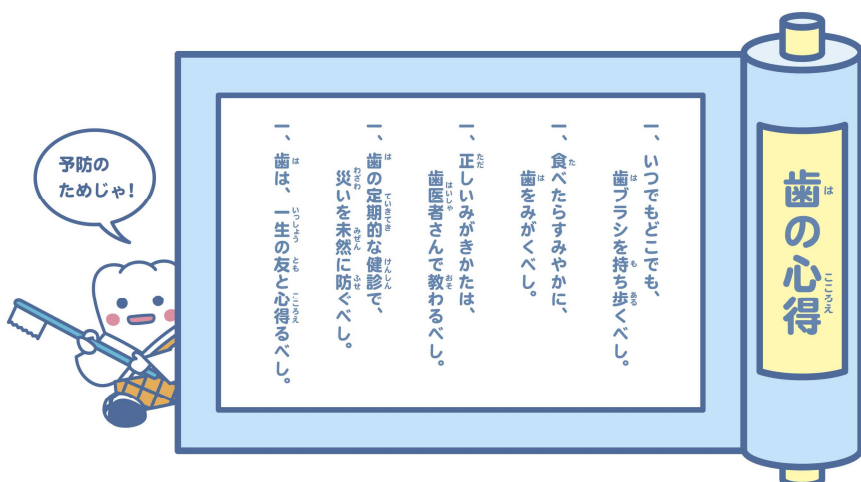 歯の心得
一、いつでもどこでも、
歯ブラシを持ち歩くべし。
一、食べたらすみやかに、
歯をみがくべし。
一、正しいみがきかたは、
歯医者さんで教わるべし。
一、歯の定期的な健診で、
災いを未然に防ぐべし。
一、歯は、一生の友と心得るべし。
予防の
ためじゃ!